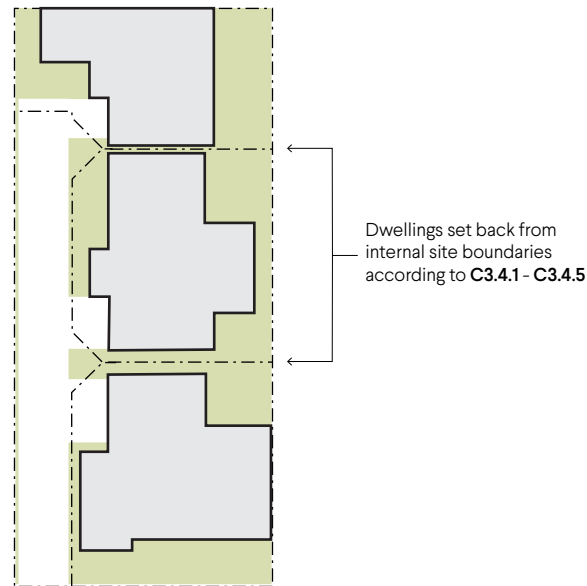 Dwellings set back from
internal site boundaries
according to C3.4.1 - C3.4.5